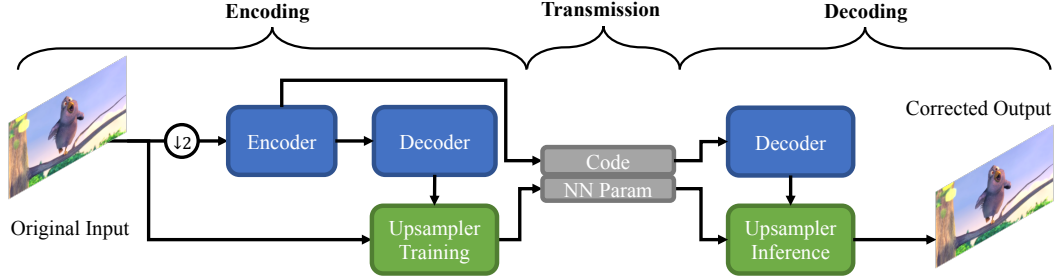 Encoding
Transmission
Decoding
Corrected Output
↓2
Encoder
Decoder
Code
NN Param
Decoder
Original Input
Upsampler
Training
Upsampler
Inference